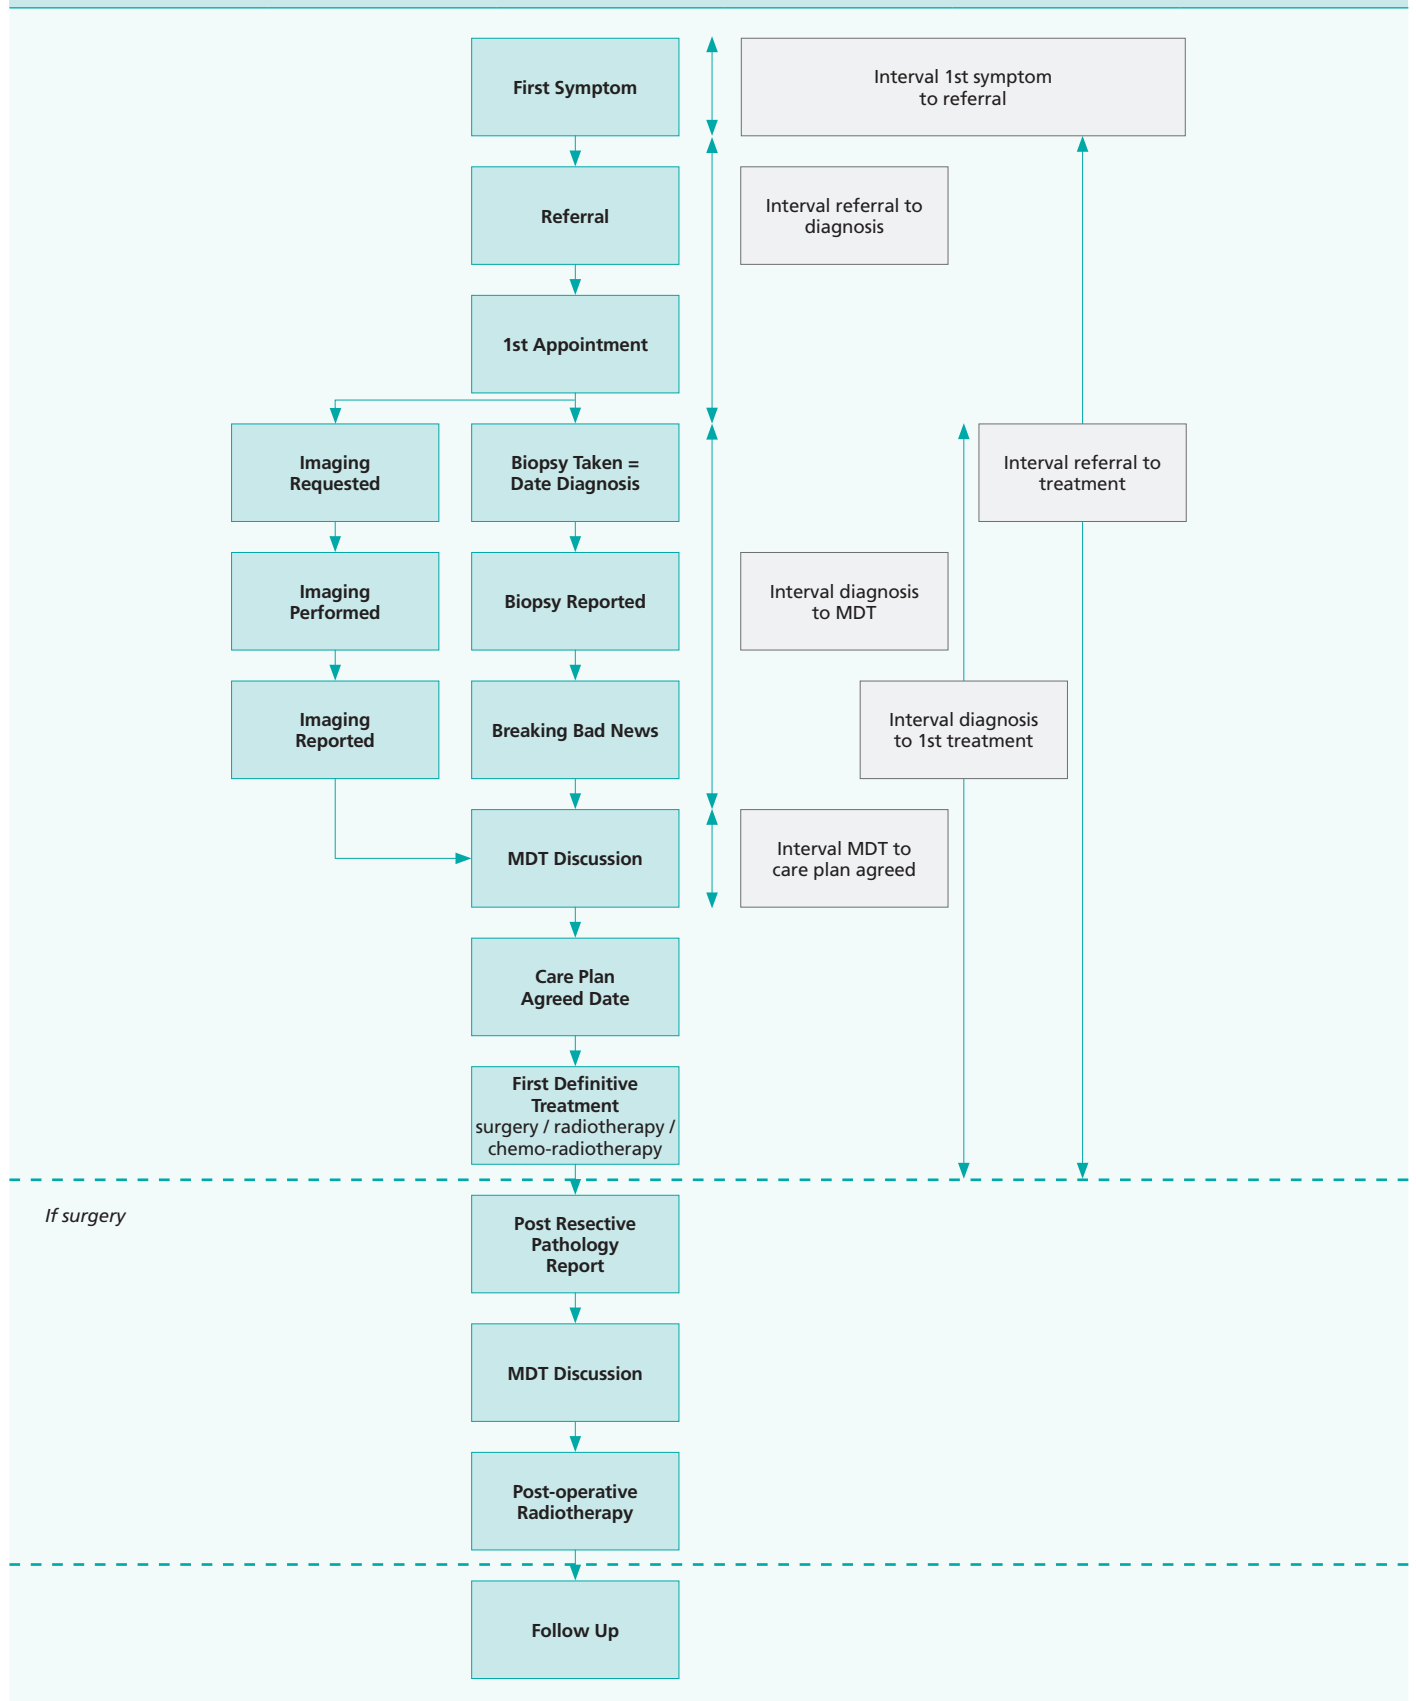 First Symptom
Interval 1st symptom
to referral
Referral
Interval referral to
diagnosis
1st Appointment
Imaging
Requested
Biopsy Taken =
Date Diagnosis
Interval referral to
treatment
Imaging
Performed
Biopsy Reported
Interval diagnosis
to MDT
Imaging
Reported
Breaking Bad News
Interval diagnosis
to 1st treatment
MDT Discussion
Interval MDT to
care plan agreed
Care Plan
Agreed Date
First Definitive
Treatment
surgery / radiotherapy /
chemo-radiotherapy
If surgery
Post Resective
Pathology
Report
MDT Discussion
Post-operative
Radiotherapy
Follow Up